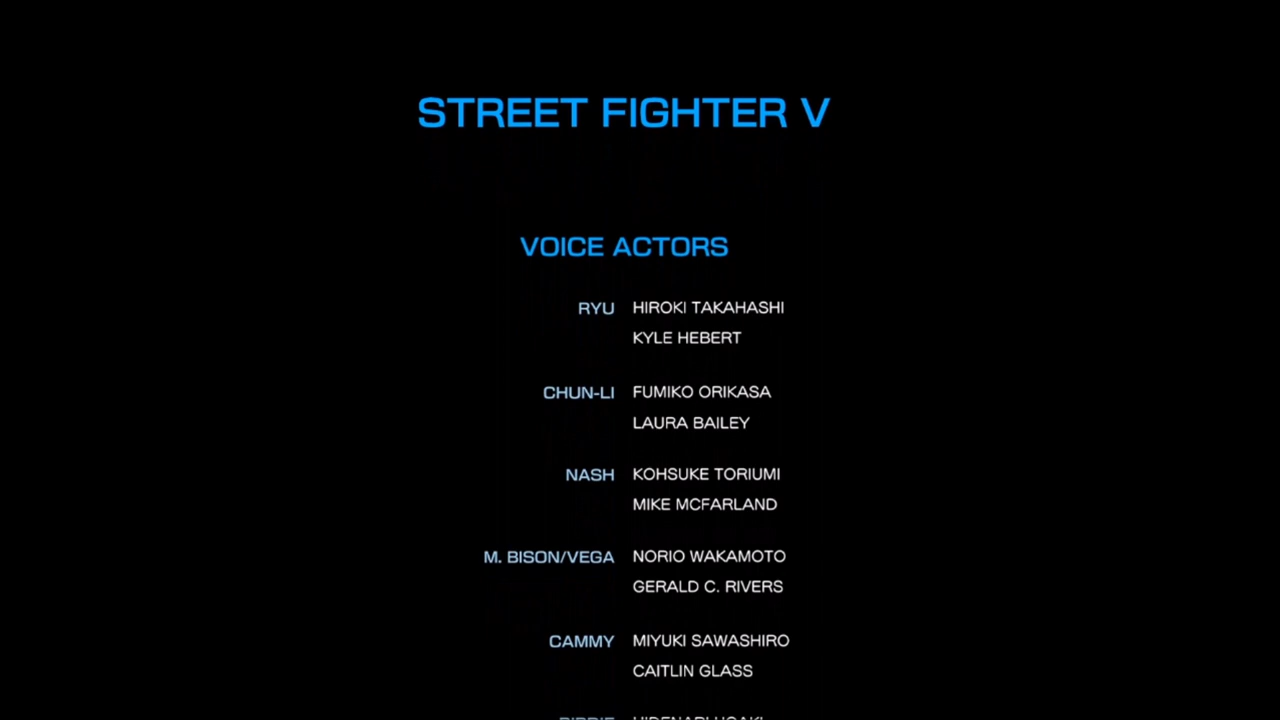 STREET FIGHTER V
VOICE ACTORS
RYU HIROKI TAKAHASHI
KYLE HEBERT
CHUN-LI FUMIKO ORIKASA
LAURA BAILEY
NASH KOHSUKE TORIUMI
MIKE MCFARLAND
M. BISON/VEGA NORIO WAKAMOTO
GERALD C. RIVERS
CAMMY MIYUKI SAWASHIRO
CAITLIN GLASS